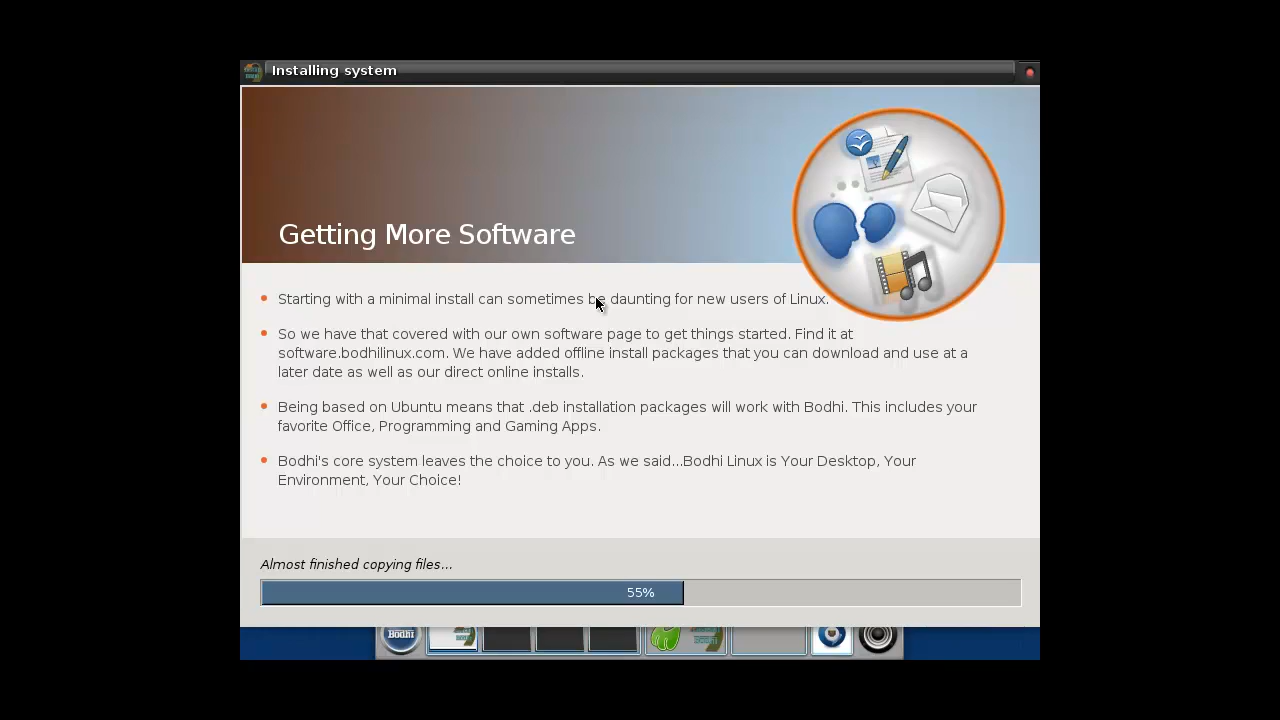 Installing system
Getting More Software
Starting with a minimal install can sometimes be daunting for new users of Linux.
So we have that covered with our own software page to get things started. Find it at
software.bodhilinux.com. We have added offline install packages that you can download and use at a
later date as well as our direct online installs.
Being based on Ubuntu means that .deb installation packages will work with Bodhi. This includes your
favorite Office, Programming and Gaming Apps.
Bodhi's core system leaves the choice to you. As we said...Bodhi Linux is Your Desktop, Your
Environment, Your Choice!
Almost finished copying files...
55%
Bodhi